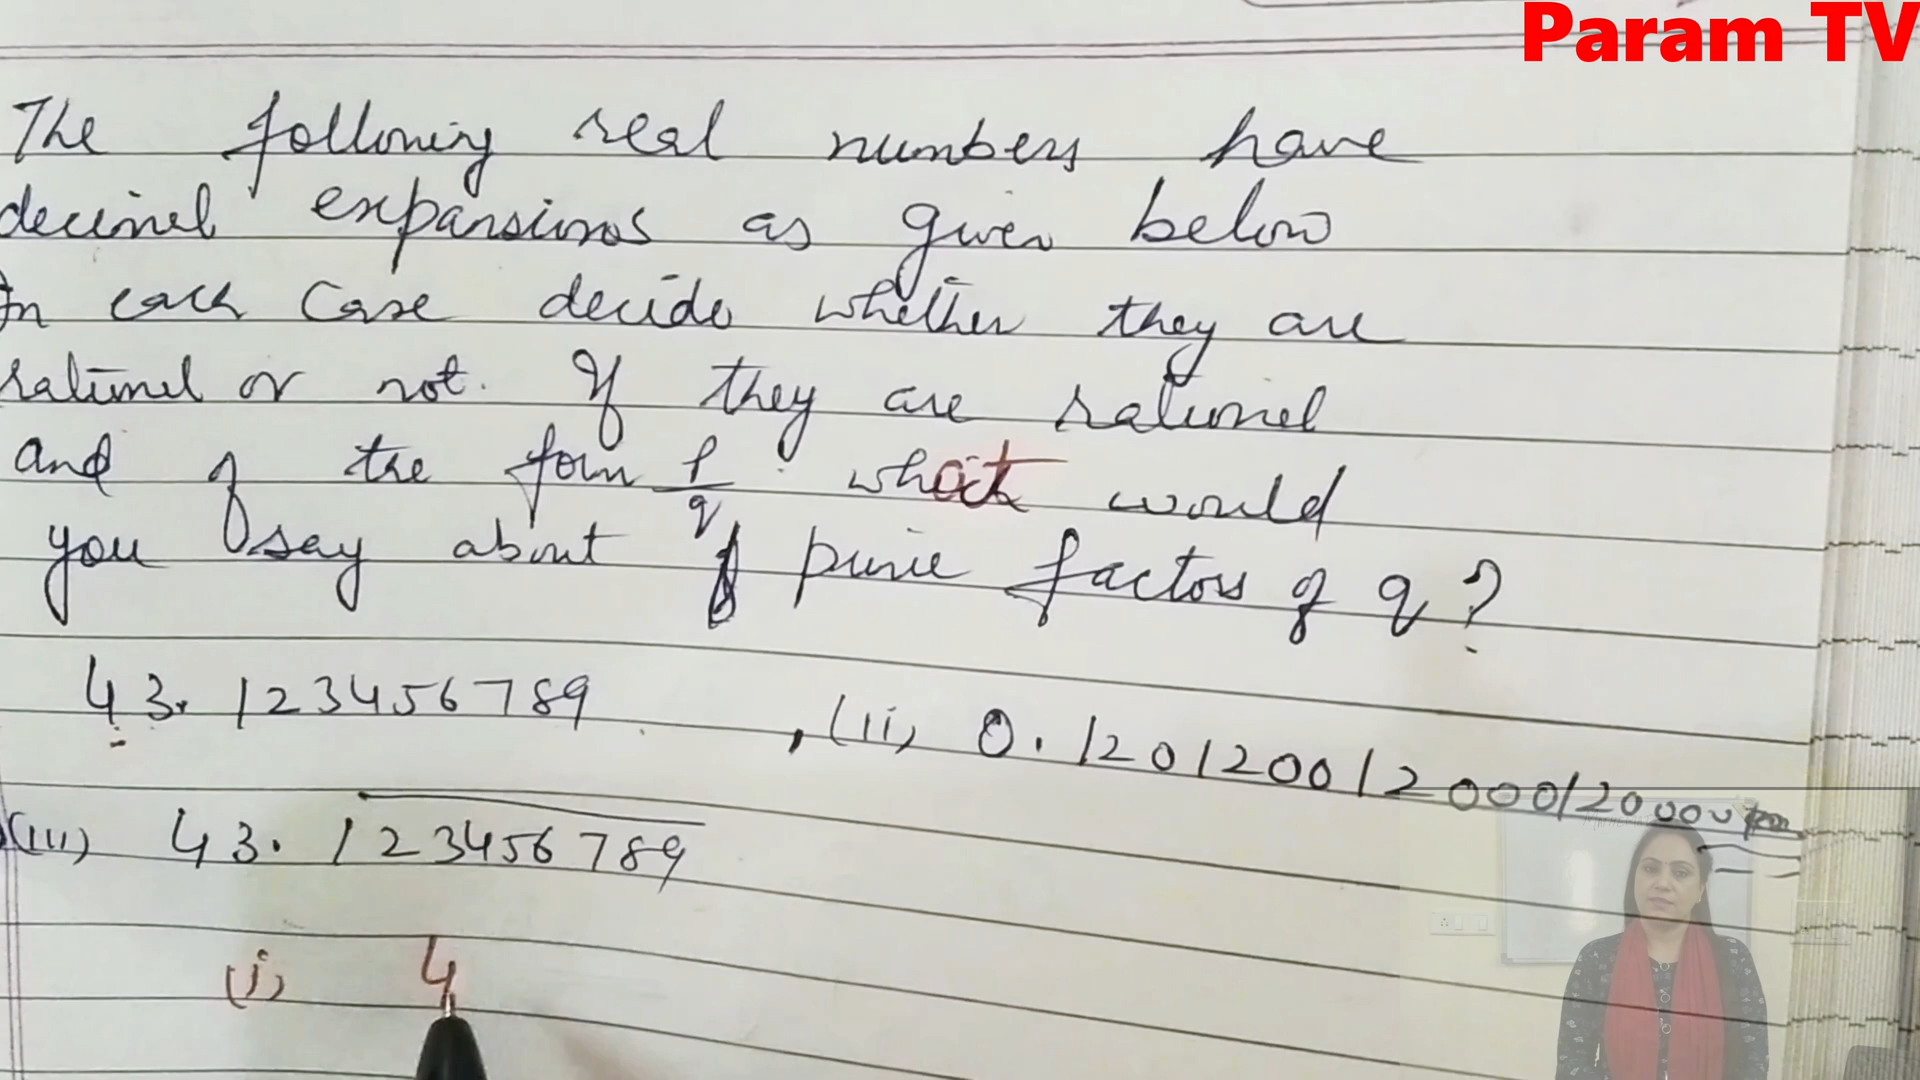 Param TV
The following real numbers have
decimel expansions as given below
In each Case decide whether they are
rational or not. If they are rational
and of the form p/q what would
you say about prime factors of q ?
43.123456789 , (ii) 0.120120012000120000
(iii) 43.123456789
(i) 4